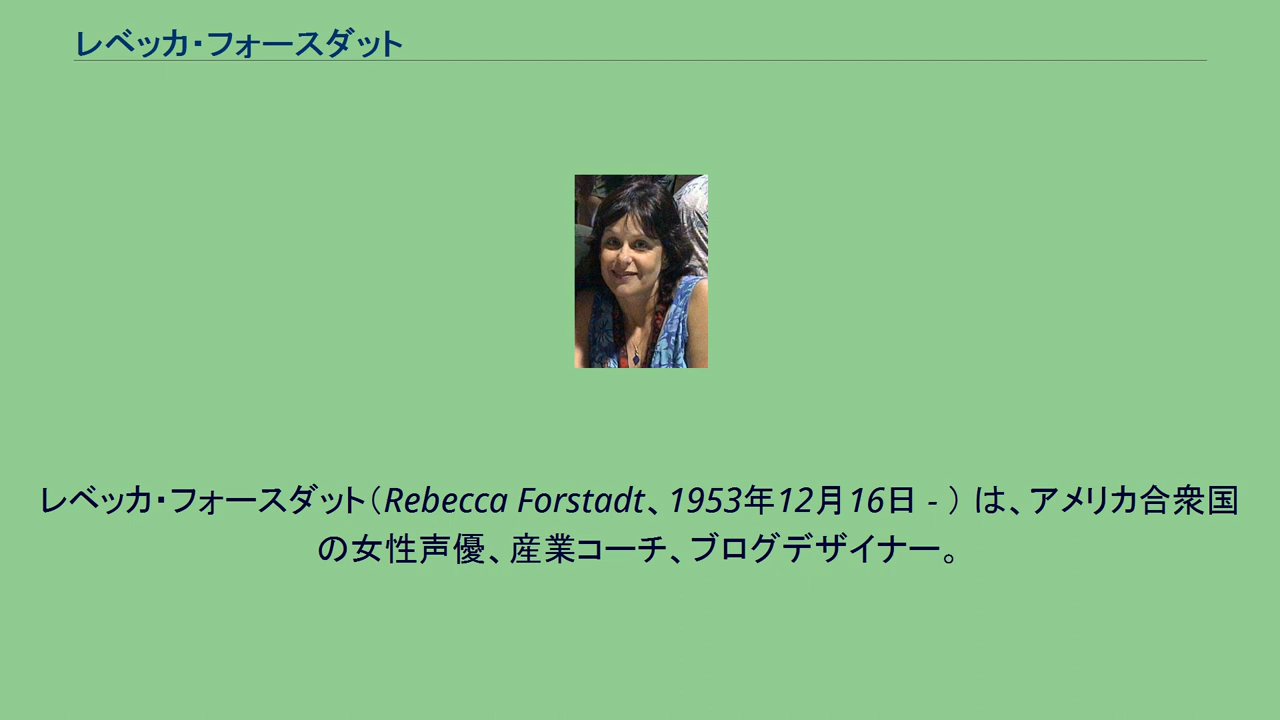 レベッカ・フォースダット
レベッカ・フォースダット（Rebecca Forstadt、1953年12月16日 - ） は、アメリカ合衆国
の女性声優、産業コーチ、ブログデザイナー。